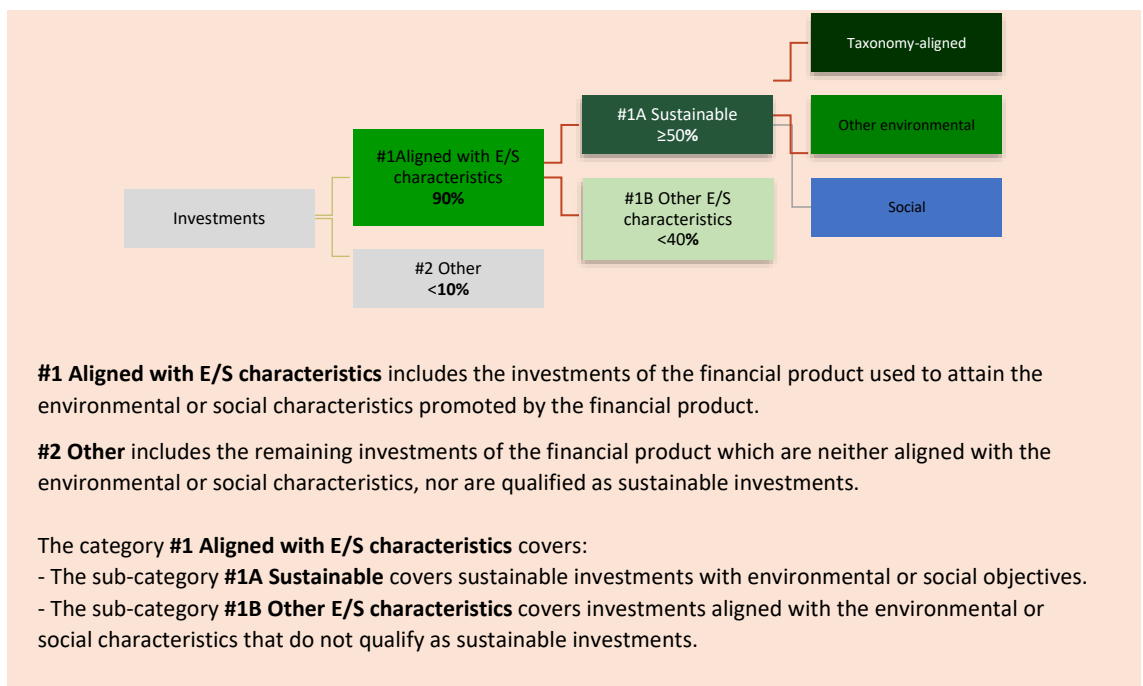 Taxonomy-aligned
#1A Sustainable
≥50%
Other environmental
#1Aligned with E/S
characteristics
90%
#1B Other E/S
characteristics
<40%
Investments
Social
#2 Other
<10%
#1 Aligned with E/S characteristics includes the investments of the financial product used to attain the
environmental or social characteristics promoted by the financial product.
#2 Other includes the remaining investments of the financial product which are neither aligned with the
environmental or social characteristics, nor are qualified as sustainable investments.
The category #1 Aligned with E/S characteristics covers:
- The sub-category #1A Sustainable covers sustainable investments with environmental or social objectives.
- The sub-category #1B Other E/S characteristics covers investments aligned with the environmental or
social characteristics that do not qualify as sustainable investments.